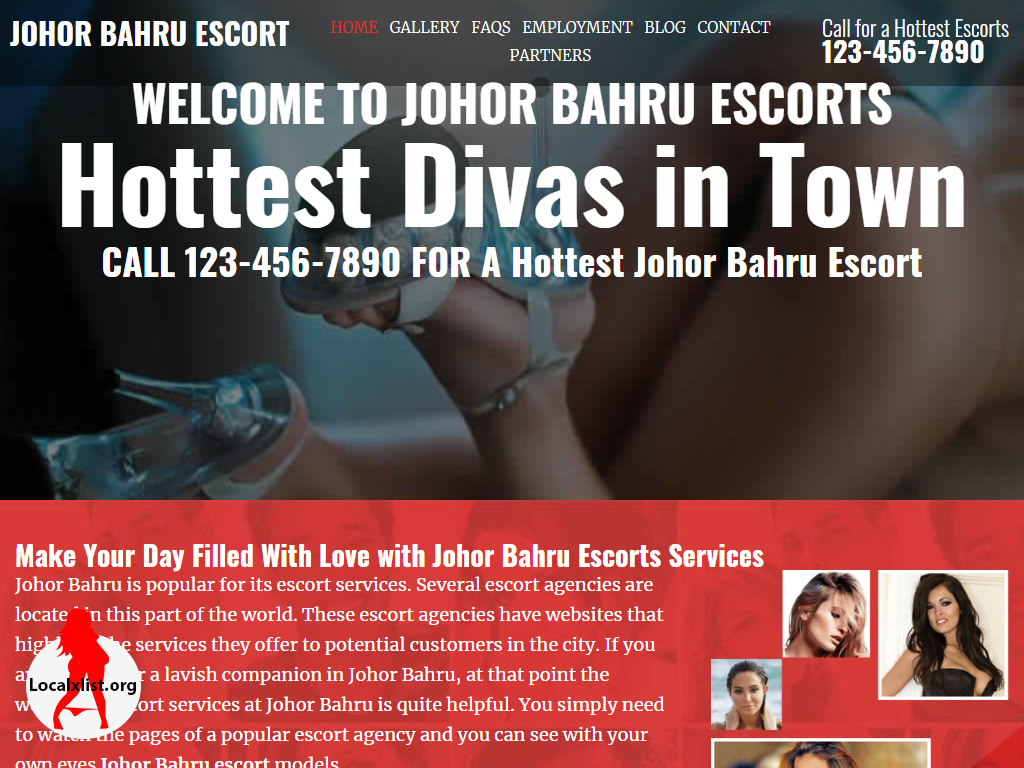 JOHOR BAHRU ESCORT
HOME GALLERY FAQS EMPLOYMENT BLOG CONTACT
PARTNERS
Call for a Hottest Escorts
123-456-7890
WELCOME TO JOHOR BAHRU ESCORTS
Hottest Divas in Town
CALL 123-456-7890 FOR A Hottest Johor Bahru Escort
Make Your Day Filled With Love with Johor Bahru Escorts Services
Johor Bahru is popular for its escort services. Several escort agencies are
located in this part of the world. These escort agencies have websites that
the services they offer to potential customers in the city. If you
a lavish companion in Johor Bahru, at that point the
services at Johor Bahru is quite helpful. You simply need
to watch the pages of a popular escort agency and you can see with your
own eyes Johor Bahru escort models
Localxlist.org